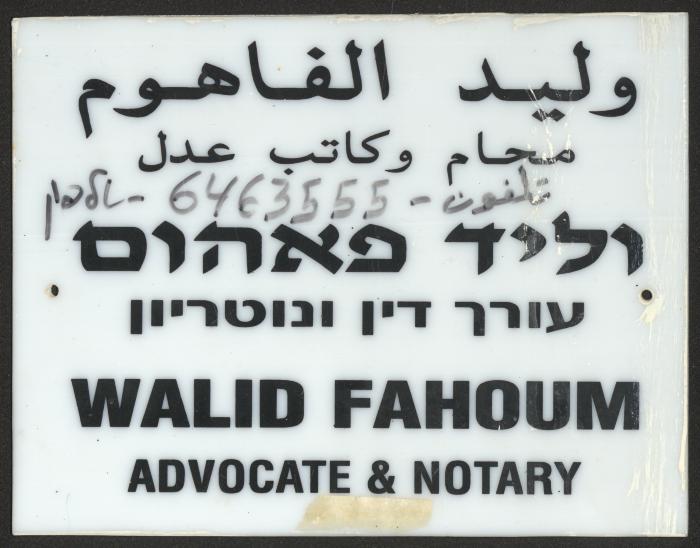 وليد الفاهوم
محام وكاتب عدل
تلفون - 6463555 - טלפון
וליד פאהום
עורך דין ונוטריון
WALID FAHOUM
ADVOCATE & NOTARY